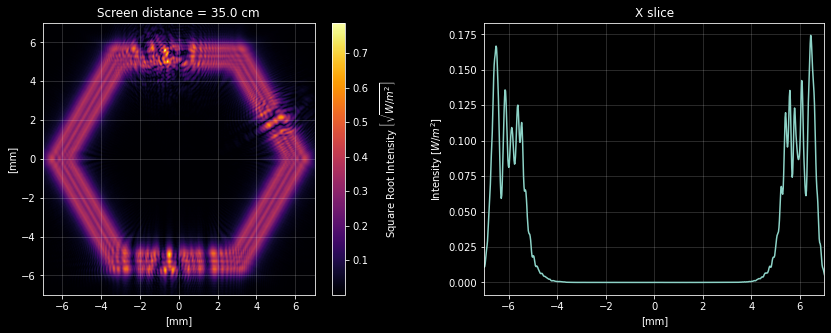 Screen distance = 35.0 cm
6
4
2
0
−2
−4
−6
[mm]
−6 −4 −2 0 2 4 6
[mm]
0.7
0.6
0.5
0.4
0.3
0.2
0.1
Square Root Intensity [√W/m²]
X slice
0.175
0.150
0.125
0.100
0.075
0.050
0.025
0.000
Intensity [W/m²]
−6 −4 −2 0 2 4 6
[mm]